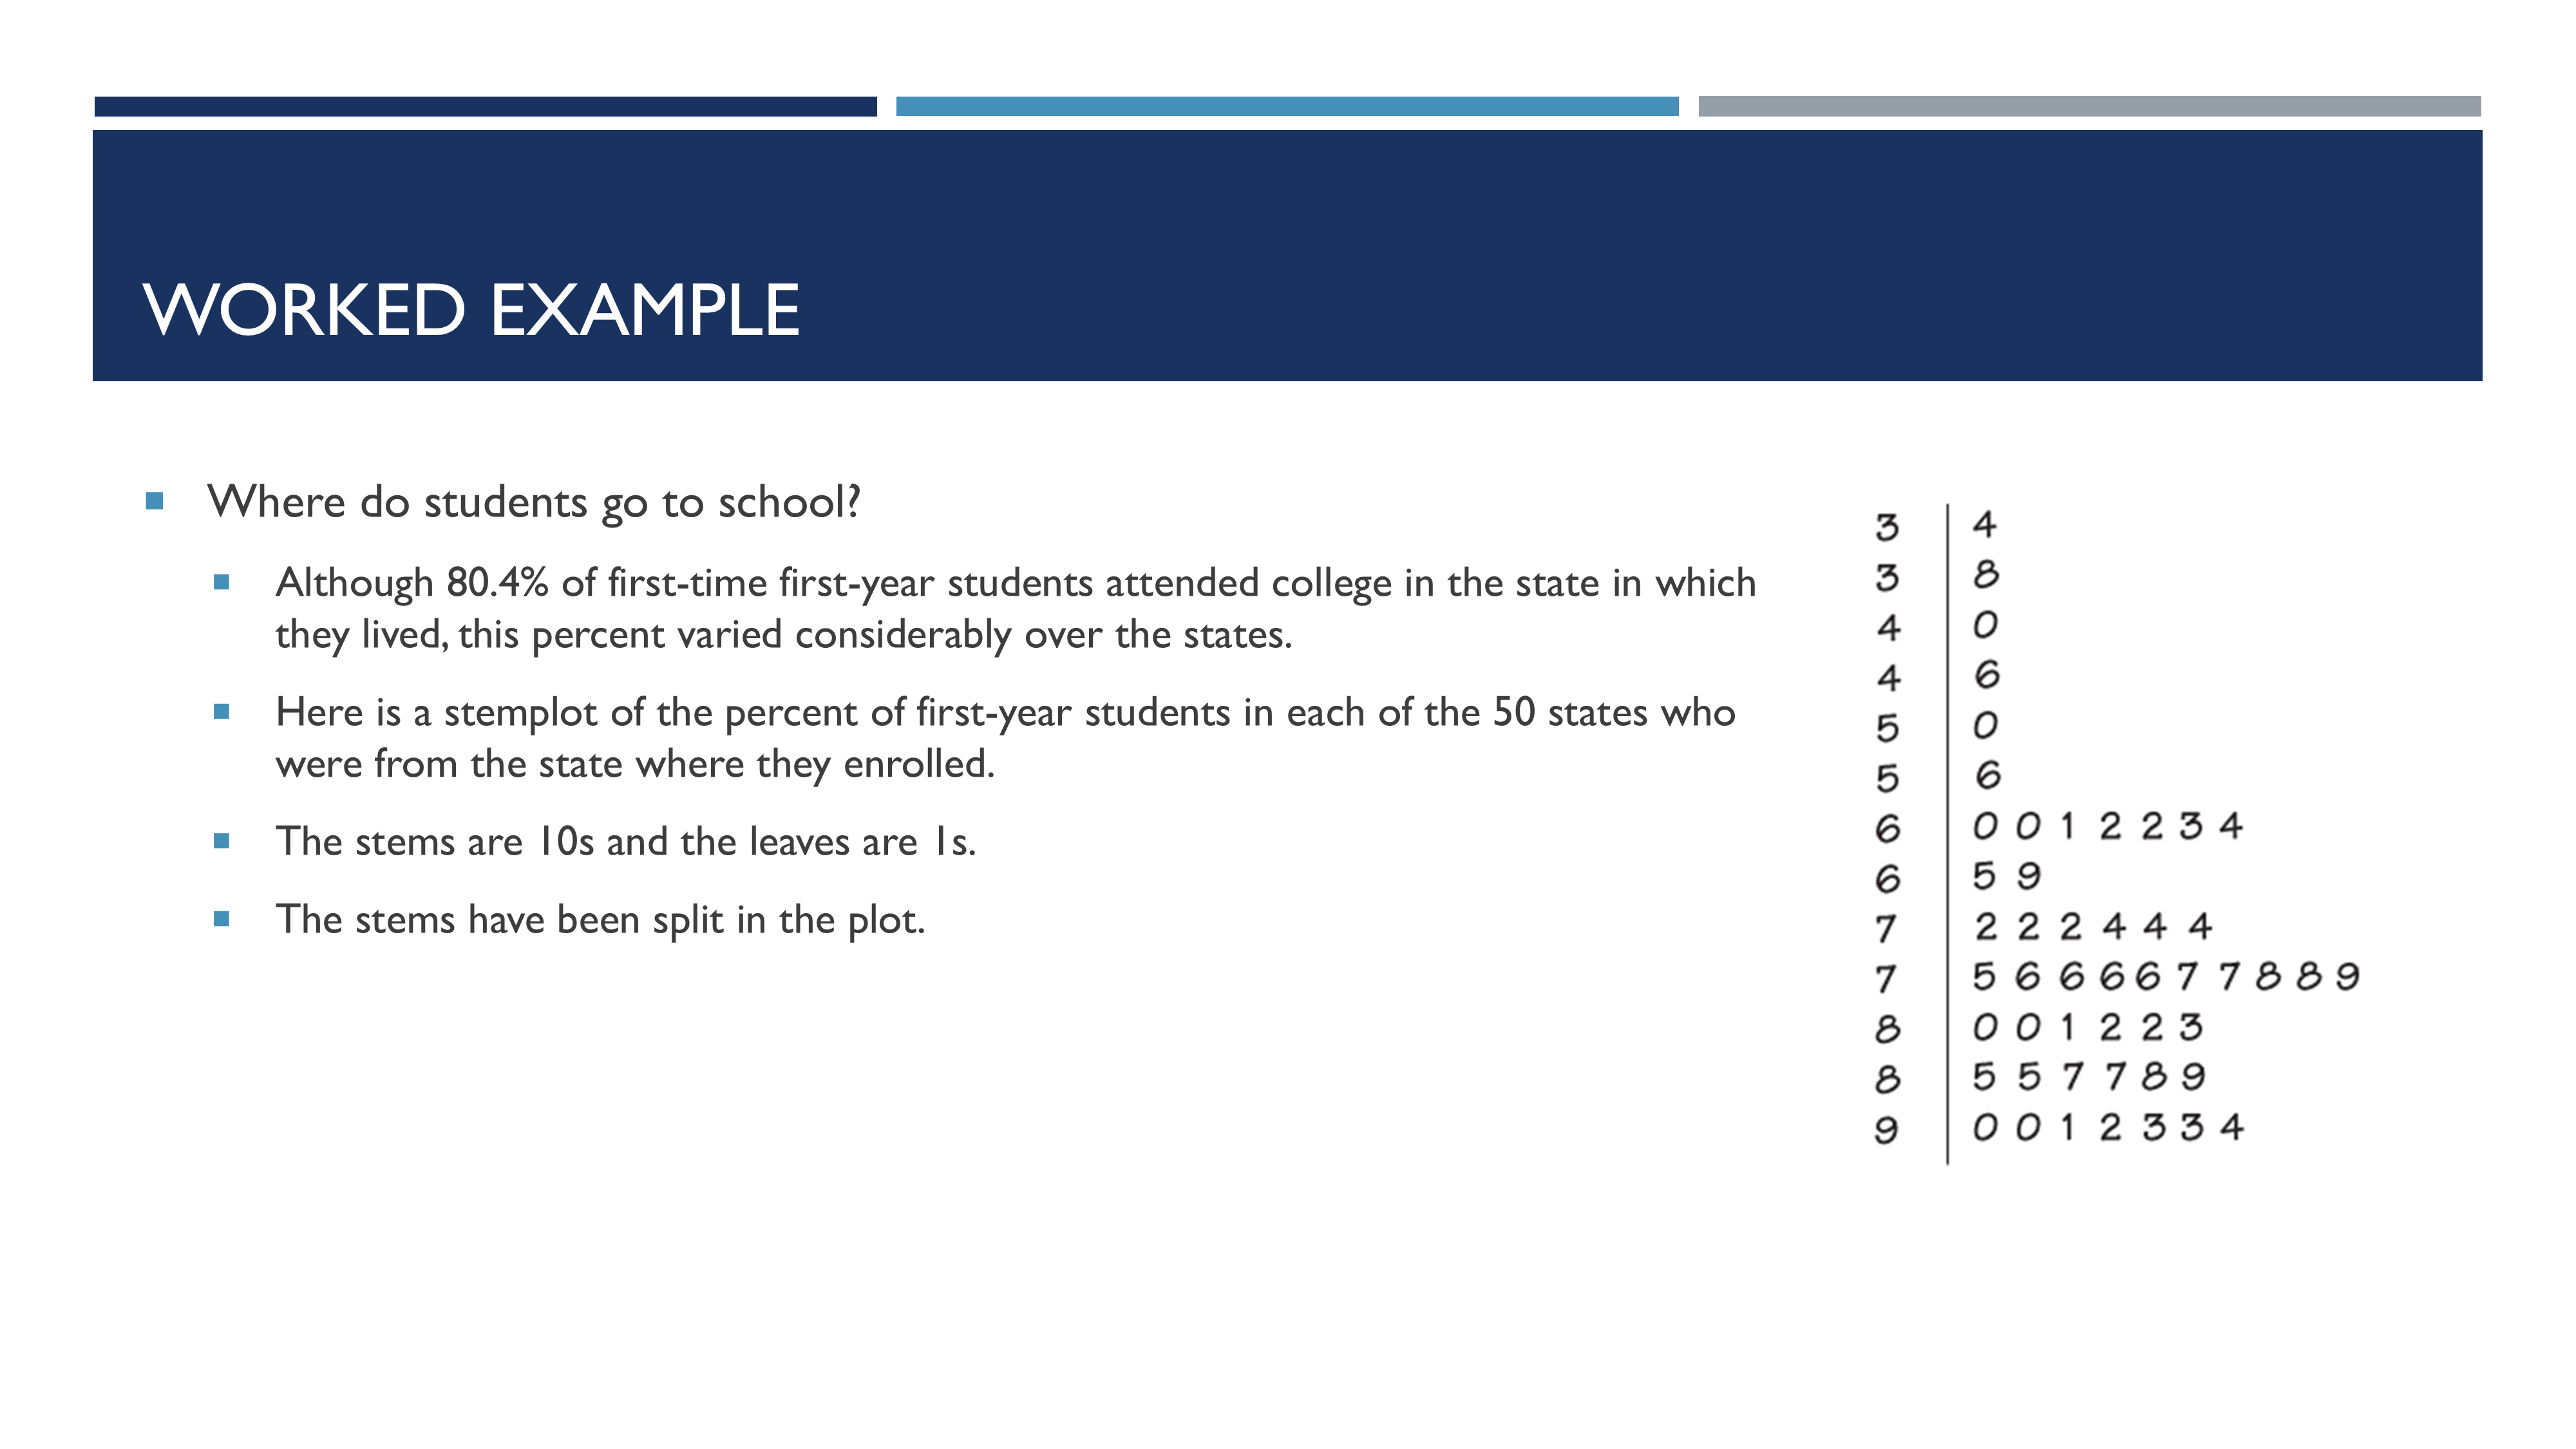 WORKED EXAMPLE
Where do students go to school?
Although 80.4% of first-time first-year students attended college in the state in which
they lived, this percent varied considerably over the states.
Here is a stemplot of the percent of first-year students in each of the 50 states who
were from the state where they enrolled.
The stems are 10s and the leaves are 1s.
The stems have been split in the plot.
3 | 4
3 | 8
4 | 0
4 | 6
5 | 0
5 | 6
6 | 0 0 1 2 2 3 4
6 | 5 9
7 | 2 2 2 4 4 4
7 | 5 6 6 6 6 7 7 8 8 9
8 | 0 0 1 2 2 3
8 | 5 5 7 7 8 9
9 | 0 0 1 2 3 3 4